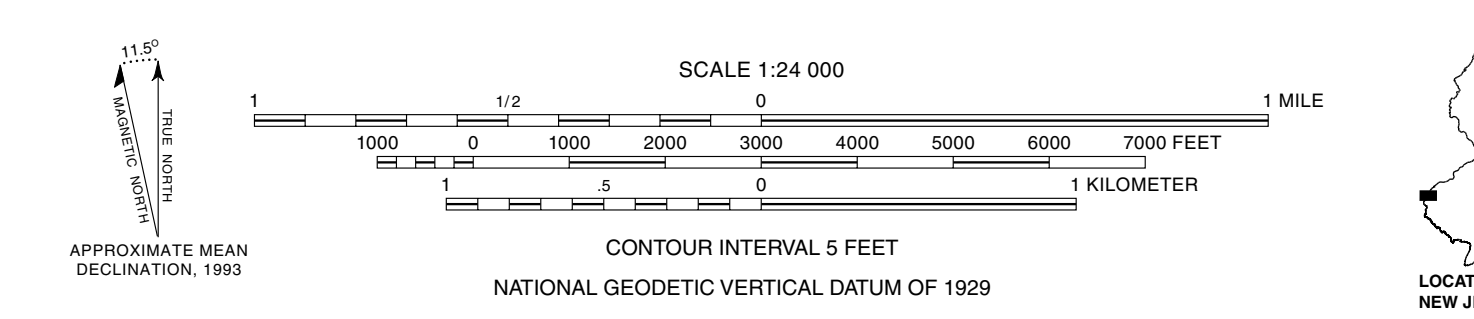 11.5°
MAGNETIC NORTH
TRUE NORTH
APPROXIMATE MEAN
DECLINATION, 1993
SCALE 1:24 000
1 1/2 0 1 MILE
1000 0 1000 2000 3000 4000 5000 6000 7000 FEET
1 .5 0 1 KILOMETER
CONTOUR INTERVAL 5 FEET
NATIONAL GEODETIC VERTICAL DATUM OF 1929
LOCAT
NEW J